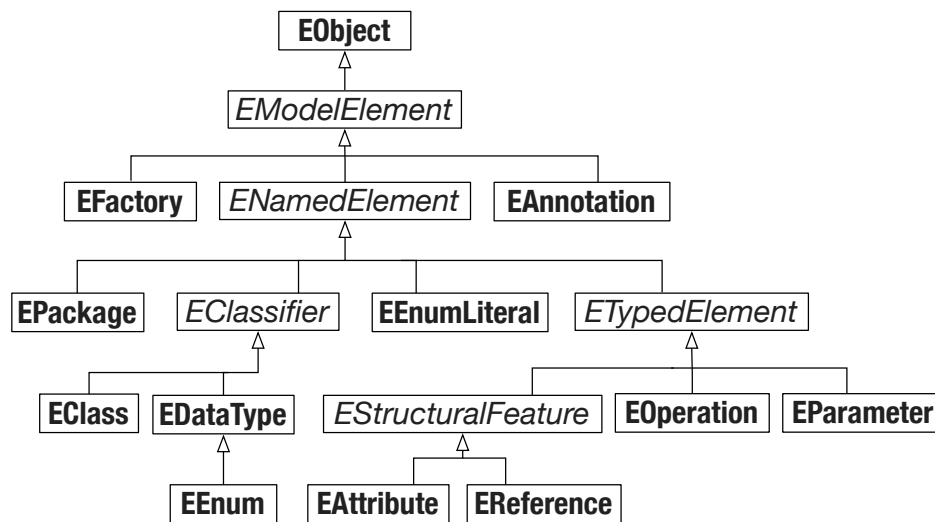 EObject
EModelElement
EFactory
ENamedElement
EAnnotation
EPackage
EClassifier
EEnumLiteral
ETypedElement
EClass
EDataType
EStructuralFeature
EOperation
EParameter
EEnum
EAttribute
EReference